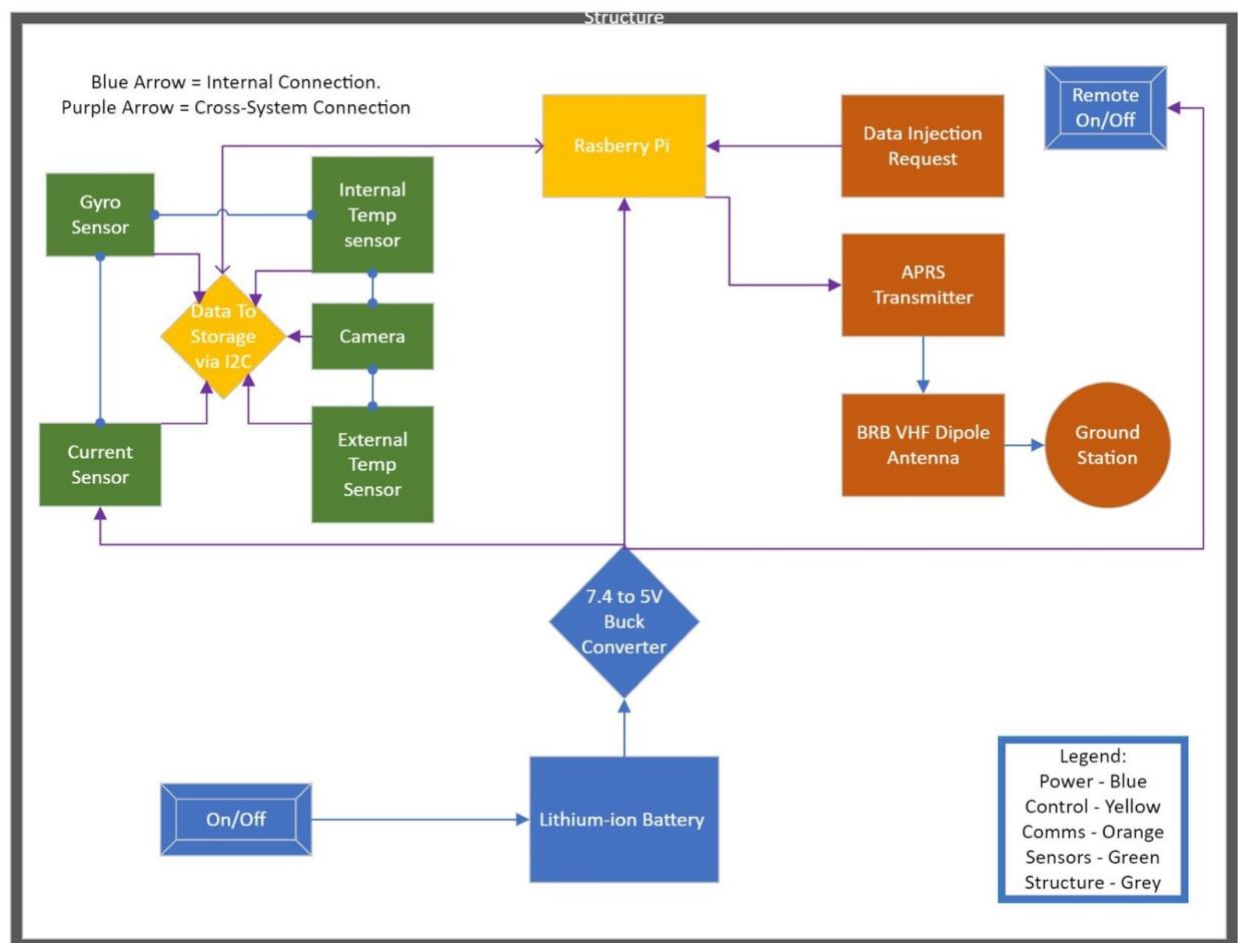 Structure
Blue Arrow = Internal Connection.
Purple Arrow = Cross-System Connection
Remote
On/Off
Rasberry Pi
Data Injection
Request
Gyro
Sensor
Internal
Temp
sensor
APRS
Transmitter
Data To
Storage
via I2C
Camera
BRB VHF Dipole
Antenna
Ground
Station
Current
Sensor
External
Temp
Sensor
7.4 to 5V
Buck
Converter
On/Off
Lithium-ion Battery
Legend:
Power - Blue
Control - Yellow
Comms - Orange
Sensors - Green
Structure - Grey